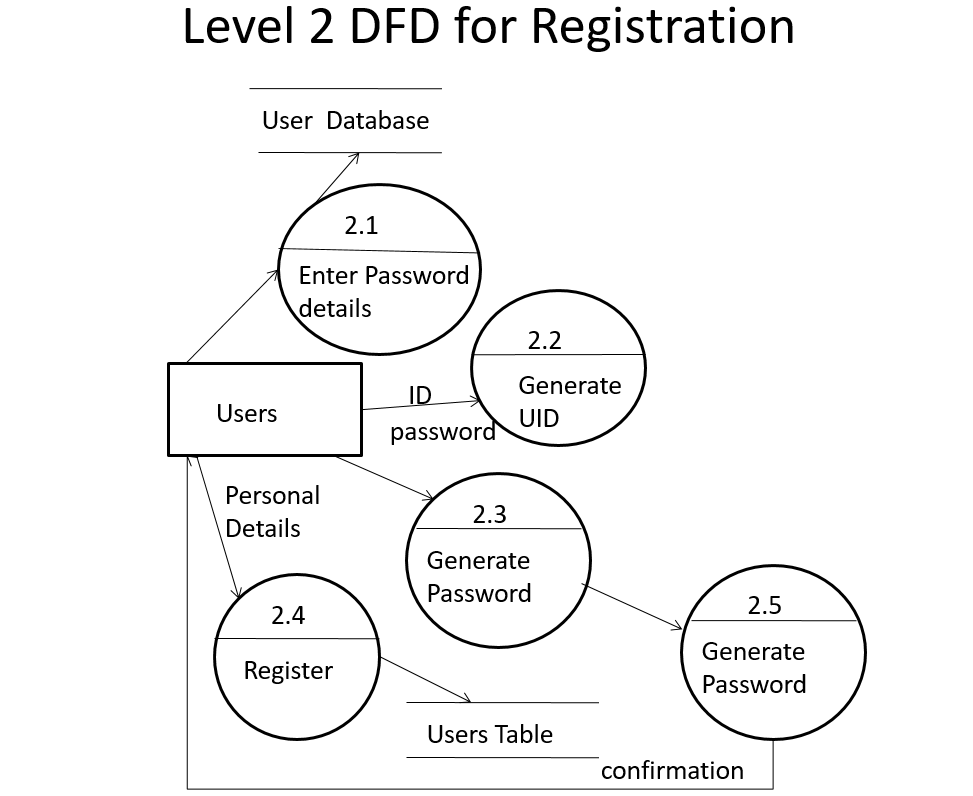 Level 2 DFD for Registration
User Database
2.1
Enter Password
details
2.2
Generate
UID
Users
ID
password
Personal
Details
2.3
Generate
Password
2.4
Register
2.5
Generate
Password
Users Table
confirmation